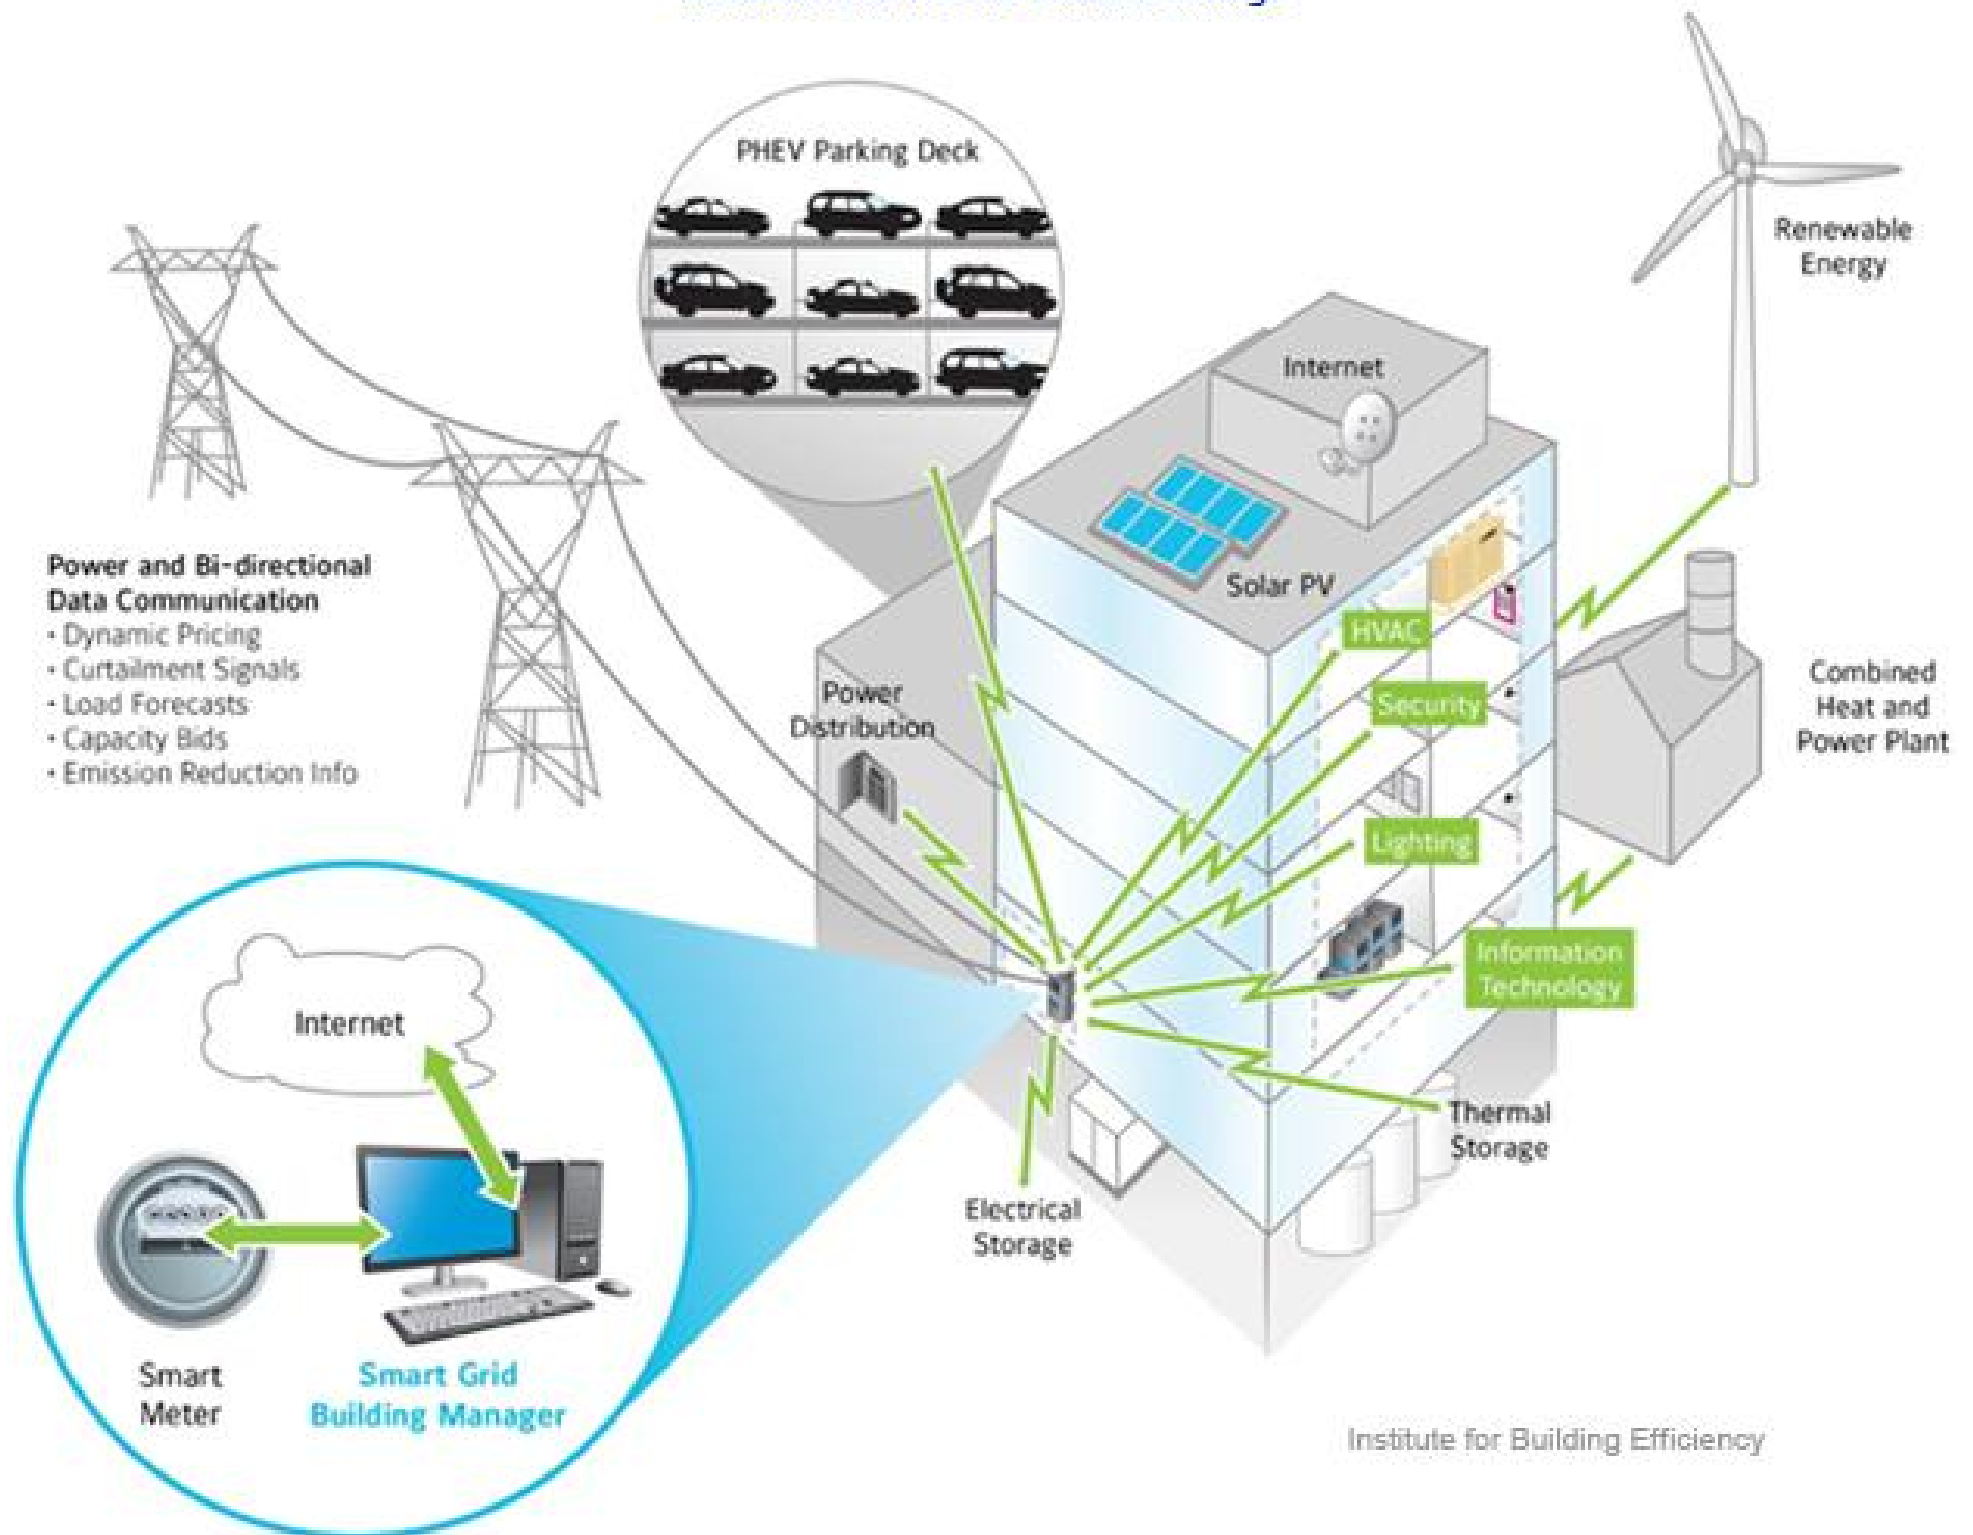 PHEV Parking Deck
Renewable
Energy
Internet
Solar PV
HVAC
Security
Lighting
Information
Technology
Power and Bi-directional
Data Communication
• Dynamic Pricing
• Curtailment Signals
• Load Forecasts
• Capacity Bids
• Emission Reduction Info
Power
Distribution
Combined
Heat and
Power Plant
Thermal
Storage
Electrical
Storage
Internet
Smart
Meter
Smart Grid
Building Manager
Institute for Building Efficiency